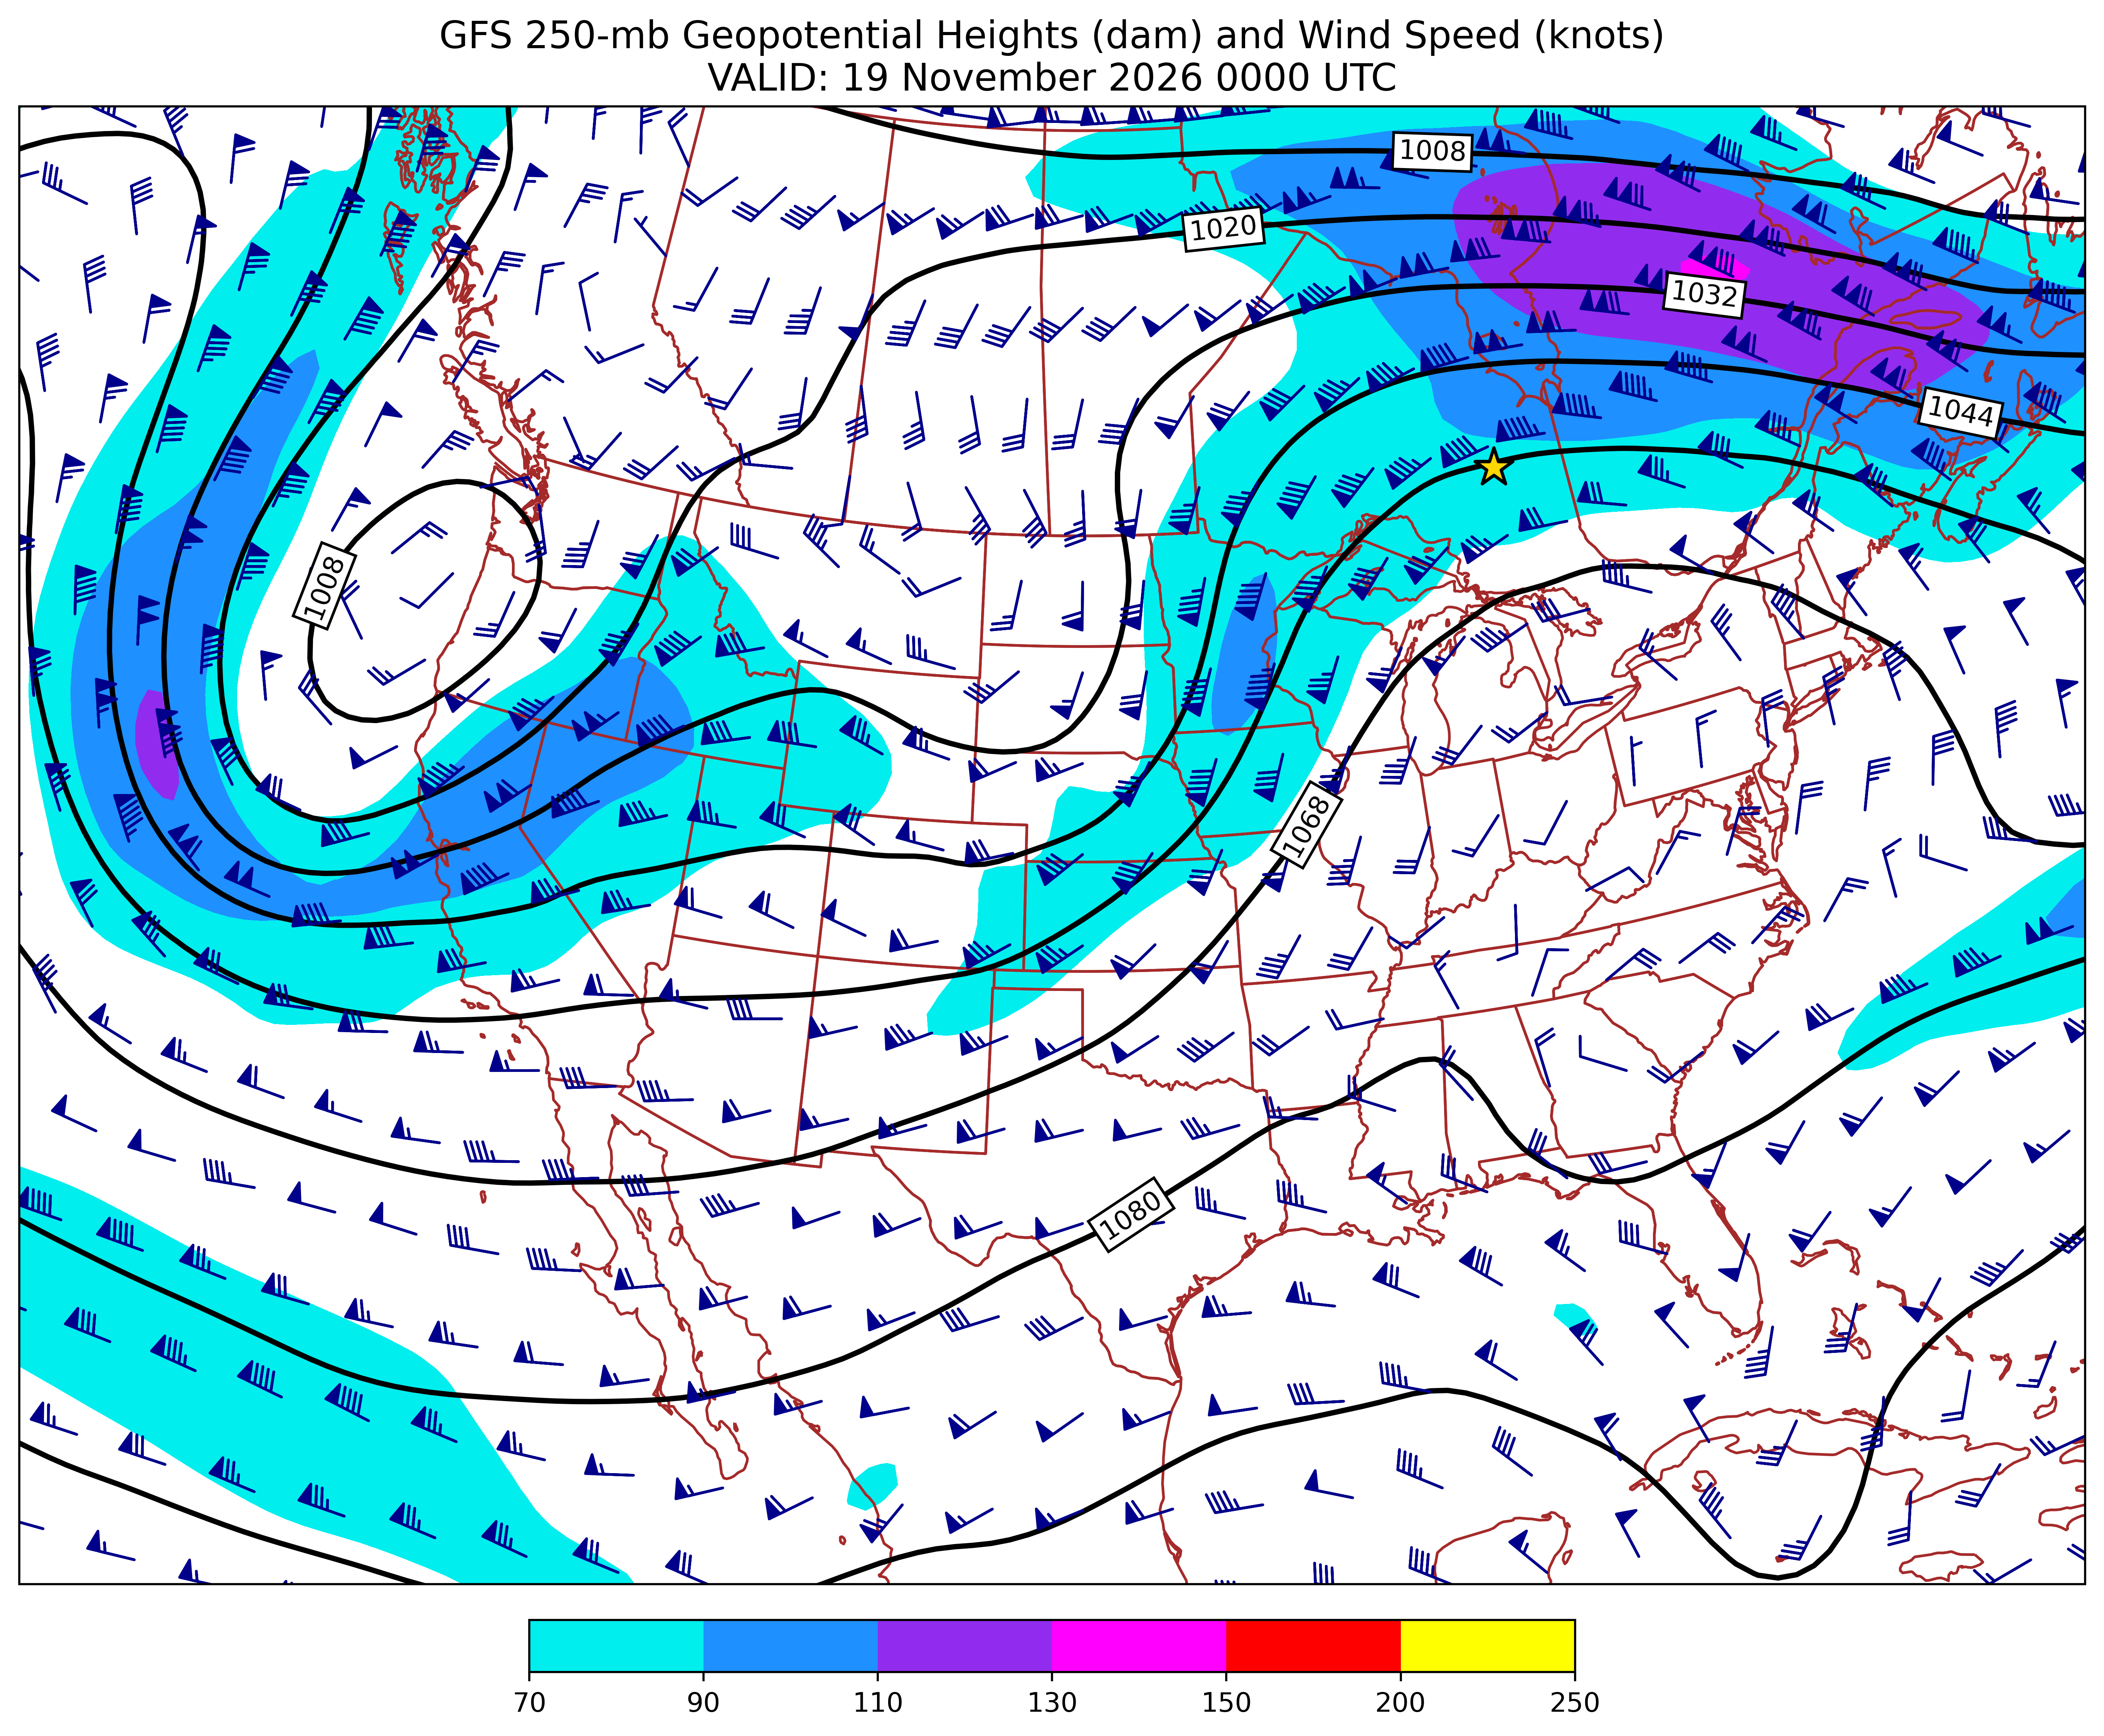 GFS 250-mb Geopotential Heights (dam) and Wind Speed (knots)
VALID: 19 November 2026 0000 UTC
1008
1020
1032
1044
1008
1068
1080
70 90 110 130 150 200 250